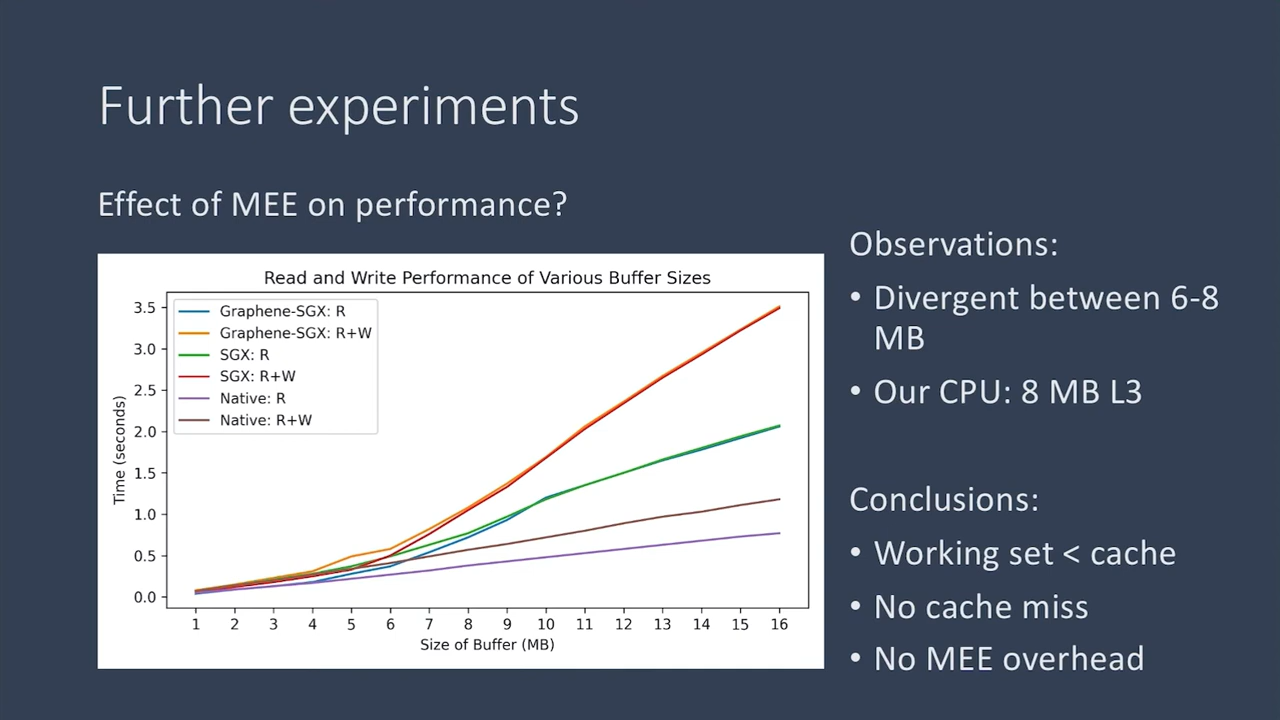 Further experiments
Effect of MEE on performance?
Read and Write Performance of Various Buffer Sizes
Graphene-SGX: R
Graphene-SGX: R+W
SGX: R
SGX: R+W
Native: R
Native: R+W
Time (seconds)
3.5
3.0
2.5
2.0
1.5
1.0
0.5
0.0
1 2 3 4 5 6 7 8 9 10 11 12 13 14 15 16
Size of Buffer (MB)
Observations:
• Divergent between 6-8
MB
• Our CPU: 8 MB L3
Conclusions:
• Working set < cache
• No cache miss
• No MEE overhead